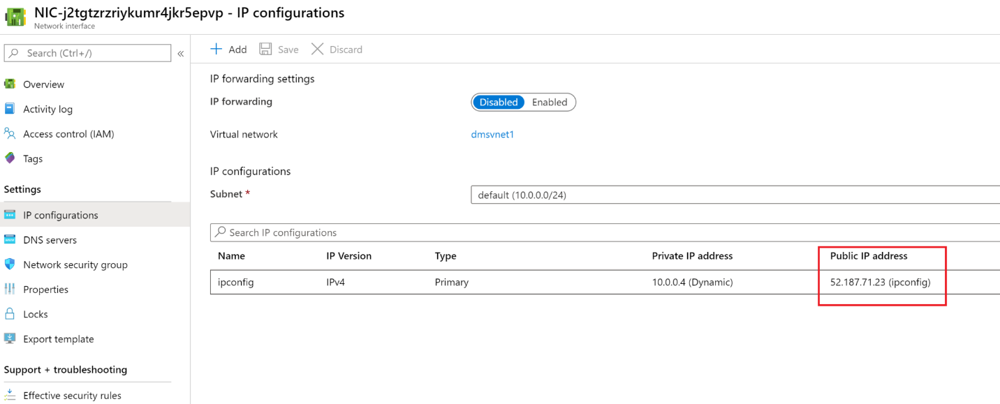 NIC-j2tgtzrzriykumr4jkr5epvp - IP configurations
Network interface
Search (Ctrl+/)
«
Overview
Activity log
Access control (IAM)
Tags
Settings
IP configurations
DNS servers
Network security group
Properties
Locks
Export template
Support + troubleshooting
Effective security rules
Add Save Discard
IP forwarding settings
IP forwarding Disabled Enabled
Virtual network dmsvnet1
IP configurations
Subnet * default (10.0.0.0/24)
Search IP configurations
Name IP Version Type Private IP address Public IP address
ipconfig IPv4 Primary 10.0.0.4 (Dynamic) 52.187.71.23 (ipconfig)